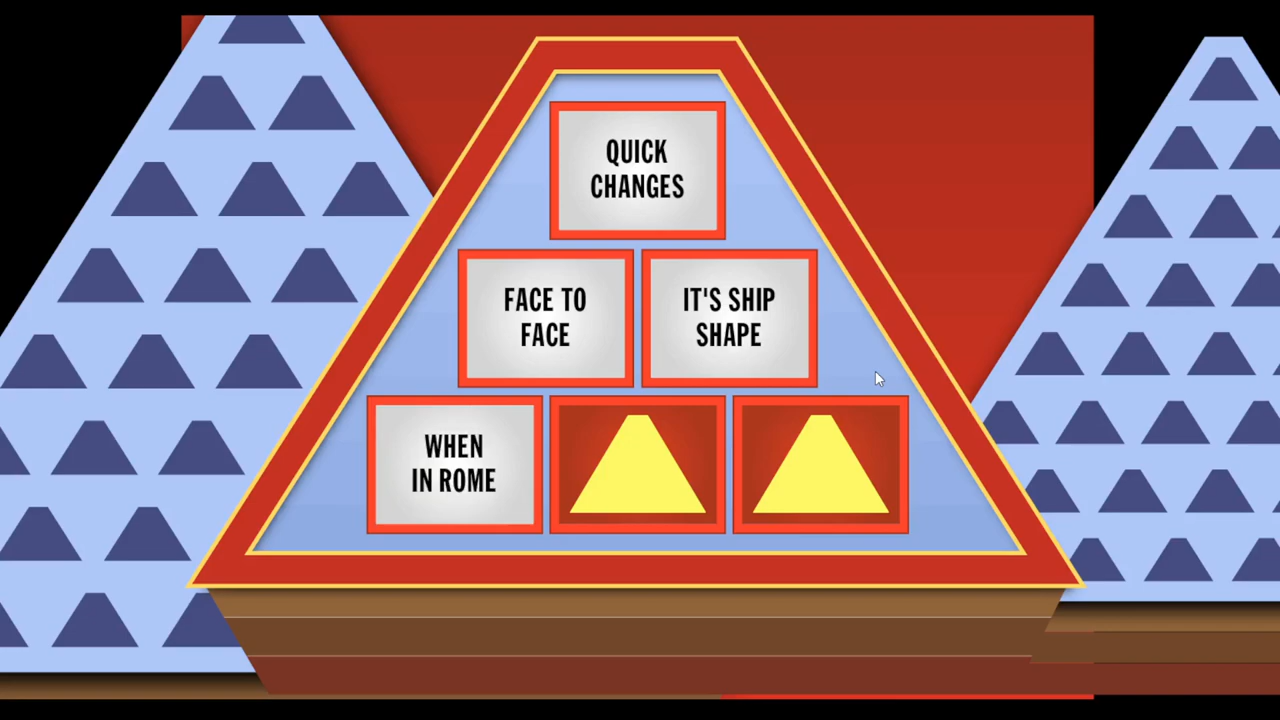 QUICK
CHANGES
FACE TO
FACE
IT'S SHIP
SHAPE
WHEN
IN ROME